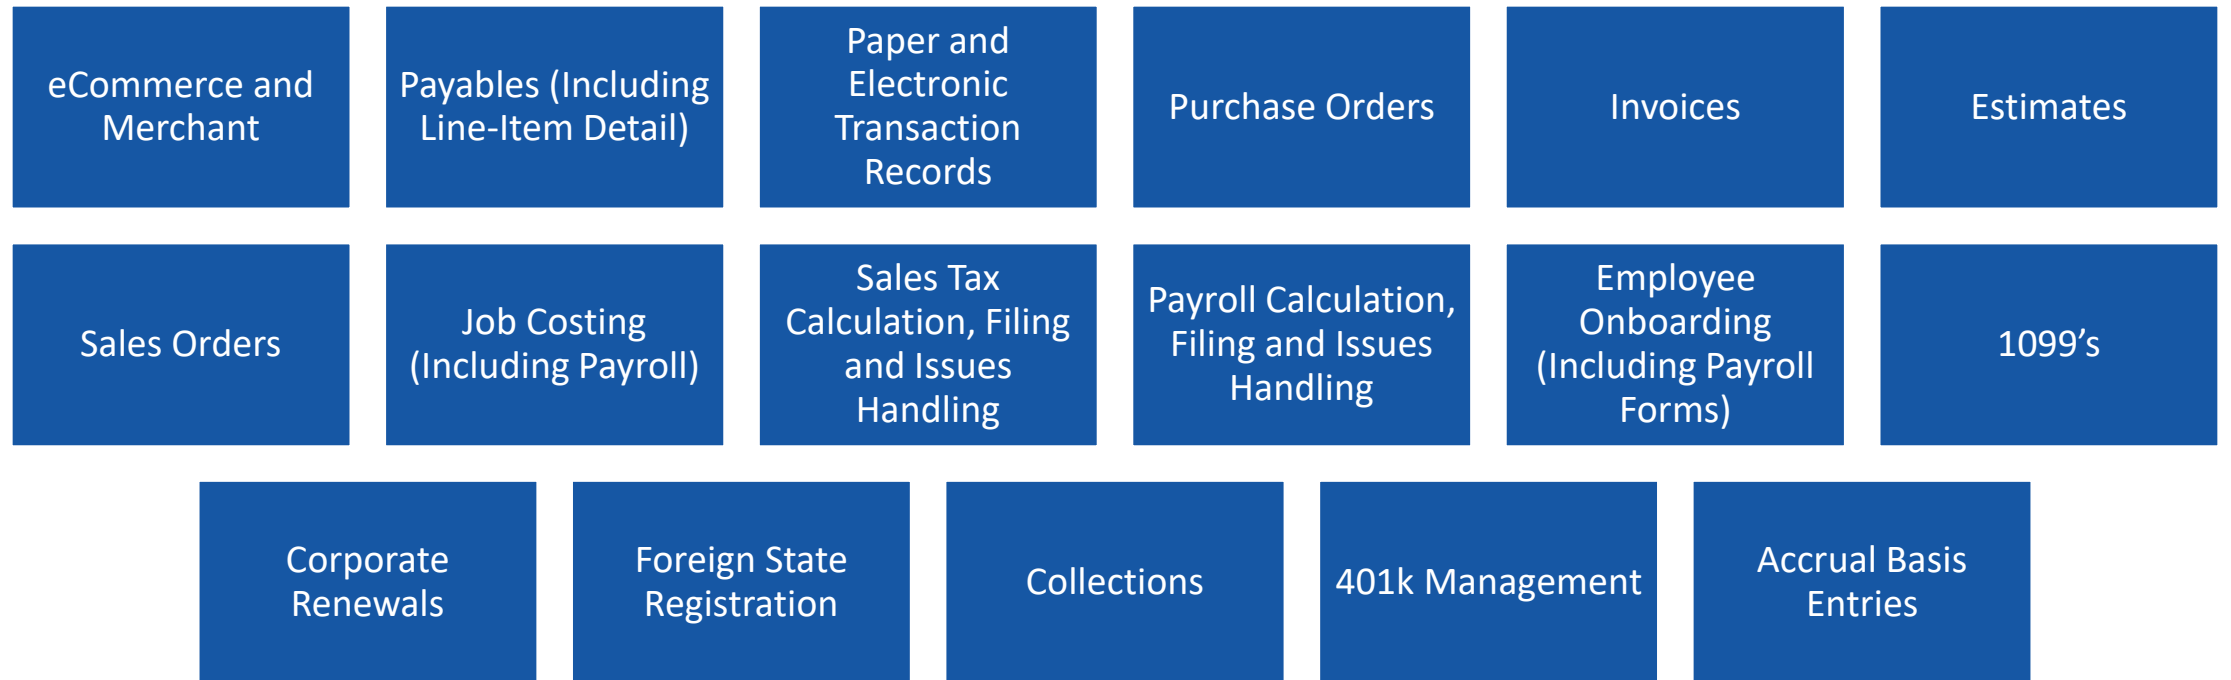 eCommerce and
Merchant
Payables (Including
Line-Item Detail)
Paper and
Electronic
Transaction
Records
Purchase Orders
Invoices
Estimates
Sales Orders
Job Costing
(Including Payroll)
Sales Tax
Calculation, Filing
and Issues
Handling
Payroll Calculation,
Filing and Issues
Handling
Employee
Onboarding
(Including Payroll
Forms)
1099’s
Corporate
Renewals
Foreign State
Registration
Collections
401k Management
Accrual Basis
Entries